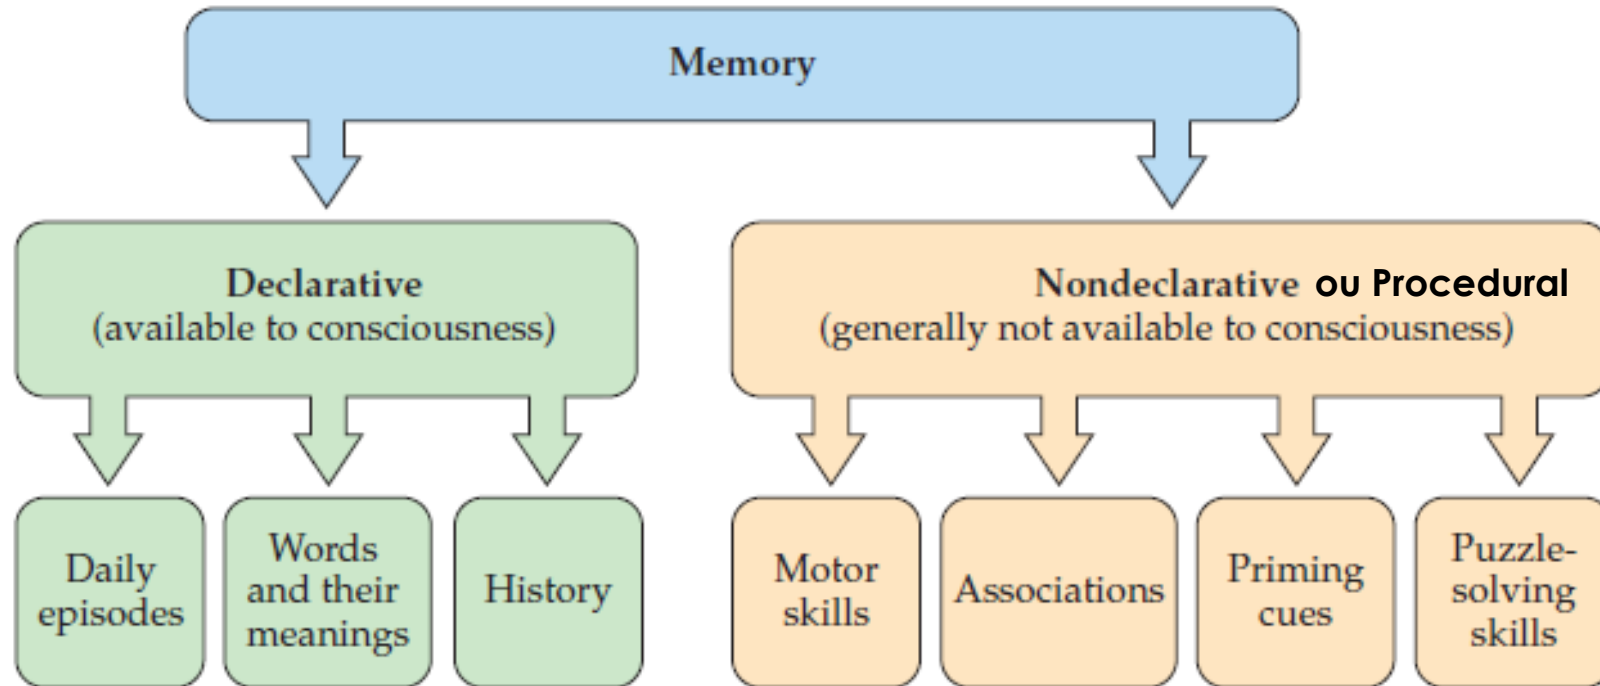 Memory
Declarative
(available to consciousness)
Nondeclarative ou Procedural
(generally not available to consciousness)
Daily
episodes
Words
and their
meanings
History
Motor
skills
Associations
Priming
cues
Puzzle-
solving
skills